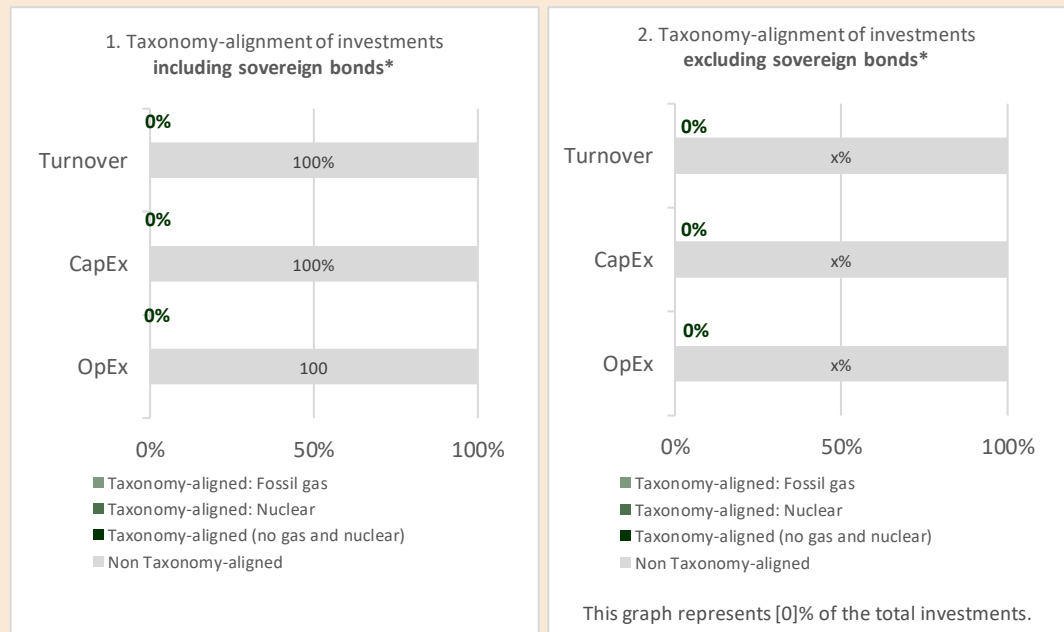 1. Taxonomy-alignment of investments
including sovereign bonds*
0%
Turnover
100%
0%
CapEx
100%
0%
OpEx
100
0%
50%
100%
Taxonomy-aligned: Fossil gas
Taxonomy-aligned: Nuclear
Taxonomy-aligned (no gas and nuclear)
Non Taxonomy-aligned
2. Taxonomy-alignment of investments
excluding sovereign bonds*
0%
Turnover
x%
0%
CapEx
x%
0%
OpEx
x%
0%
50%
100%
Taxonomy-aligned: Fossil gas
Taxonomy-aligned: Nuclear
Taxonomy-aligned (no gas and nuclear)
Non Taxonomy-aligned
This graph represents [0]% of the total investments.